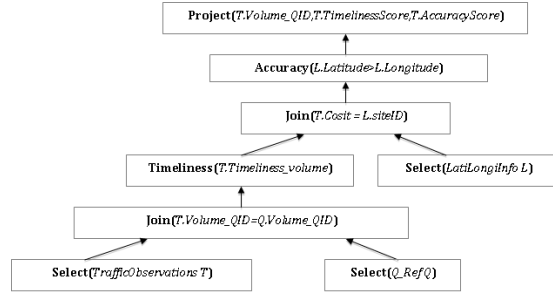 Project(T.Volume_QID,T.TimelinessScore,T.AccuracyScore)
Accuracy(L.Latitude>L.Longitude)
Join(T.Cosit = L.siteID)
Timeliness(T.Timeliness_volume)
Select(LatiLongiInfo L)
Join(T.Volume_QID=Q.Volume_QID)
Select(TrafficObservations T)
Select(Q_Ref Q)